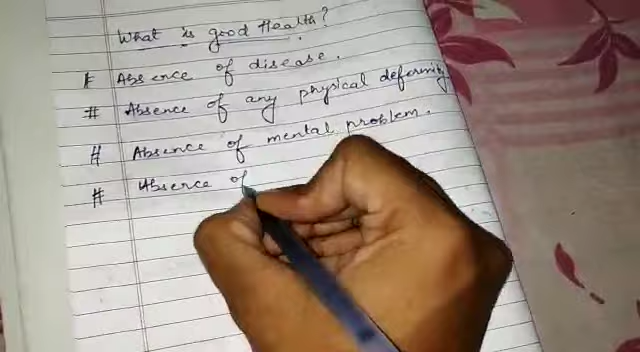 What is good Health?
# Absence of disease.
# Absence of any physical deformity
# Absence of mental problem.
# Absence of